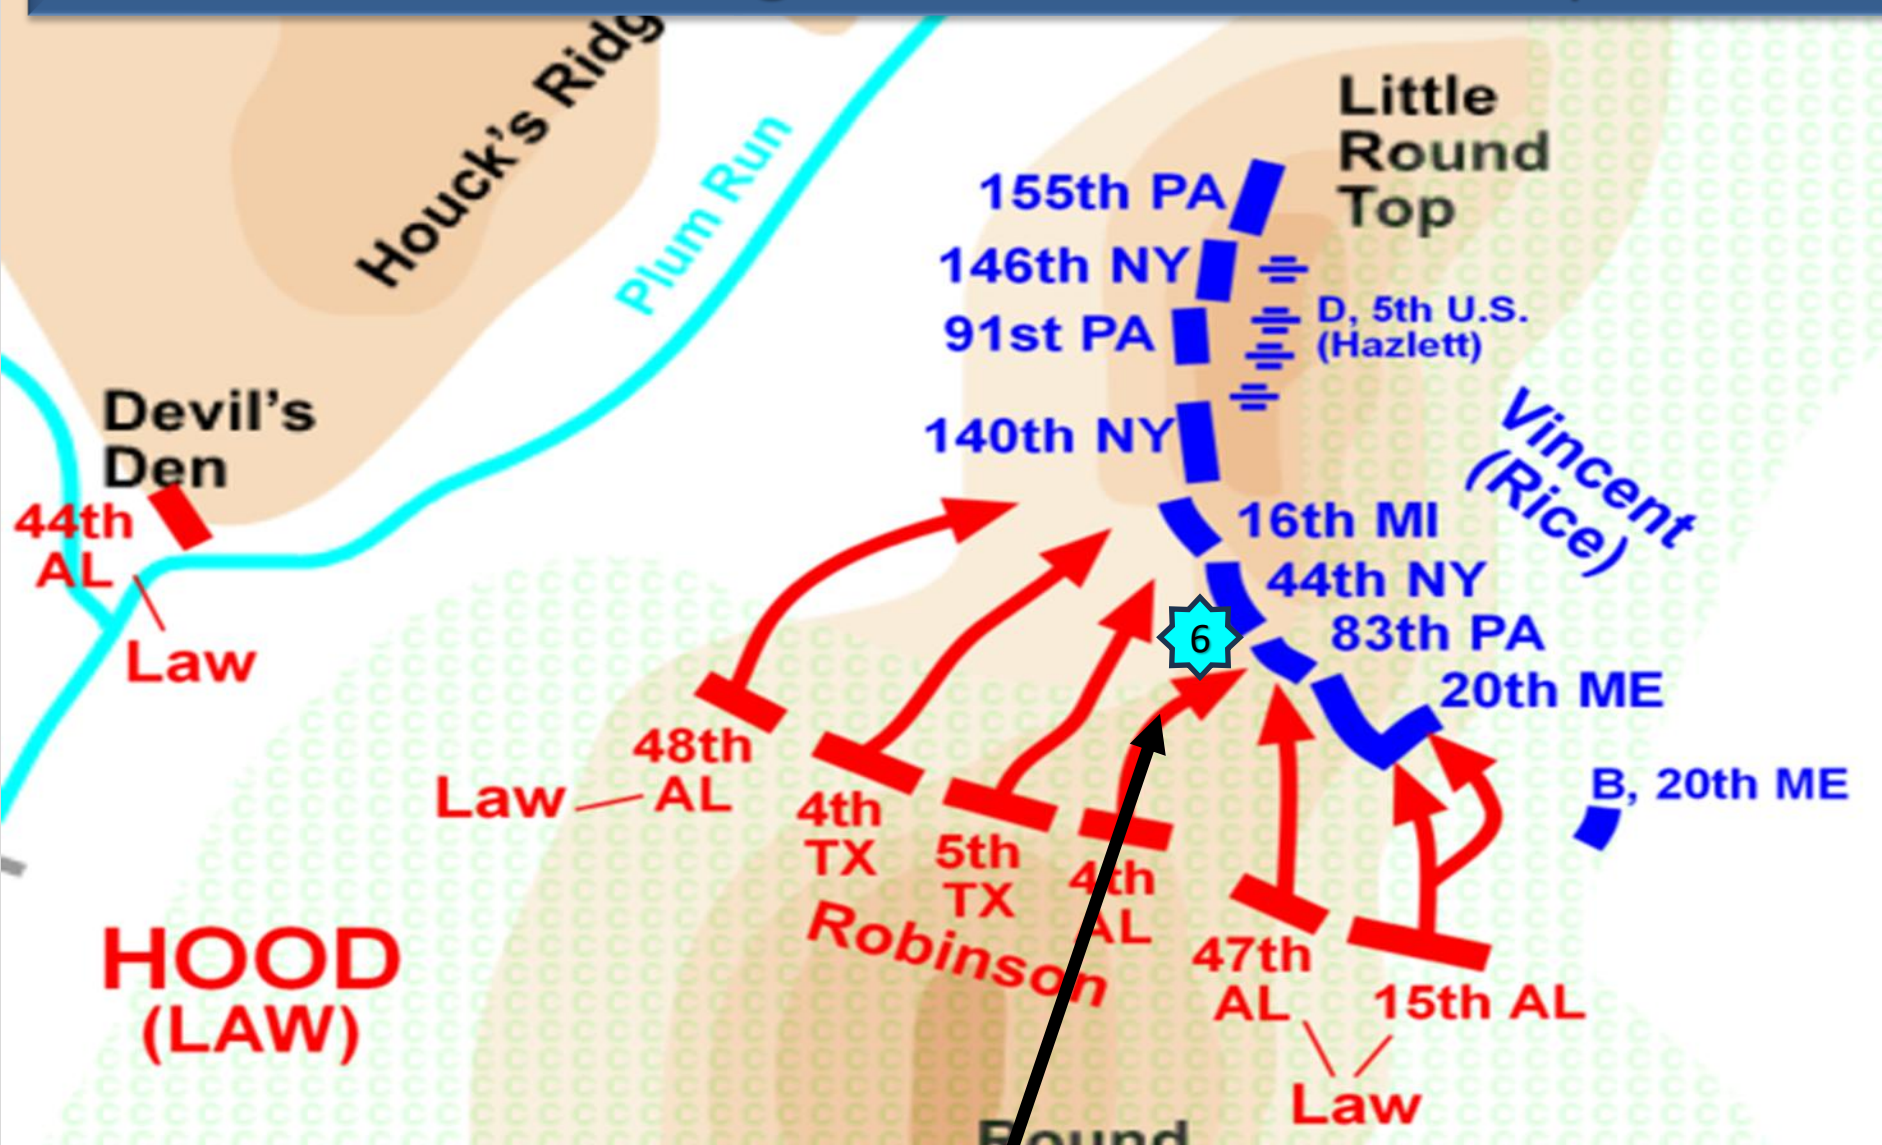 Houck's Ridg
Plum Run
Little
Round
Top
155th PA
146th NY
91st PA
140th NY
D, 5th U.S.
(Hazlett)
Vincent
(Rice)
Devil's
Den
44th
AL
Law
16th MI
44th NY
83th PA
20th ME
B, 20th ME
6
48th
AL
Law
4th
TX
5th
TX
4th
AL
Robinson
47th
AL
15th AL
Law
HOOD
(LAW)
Round